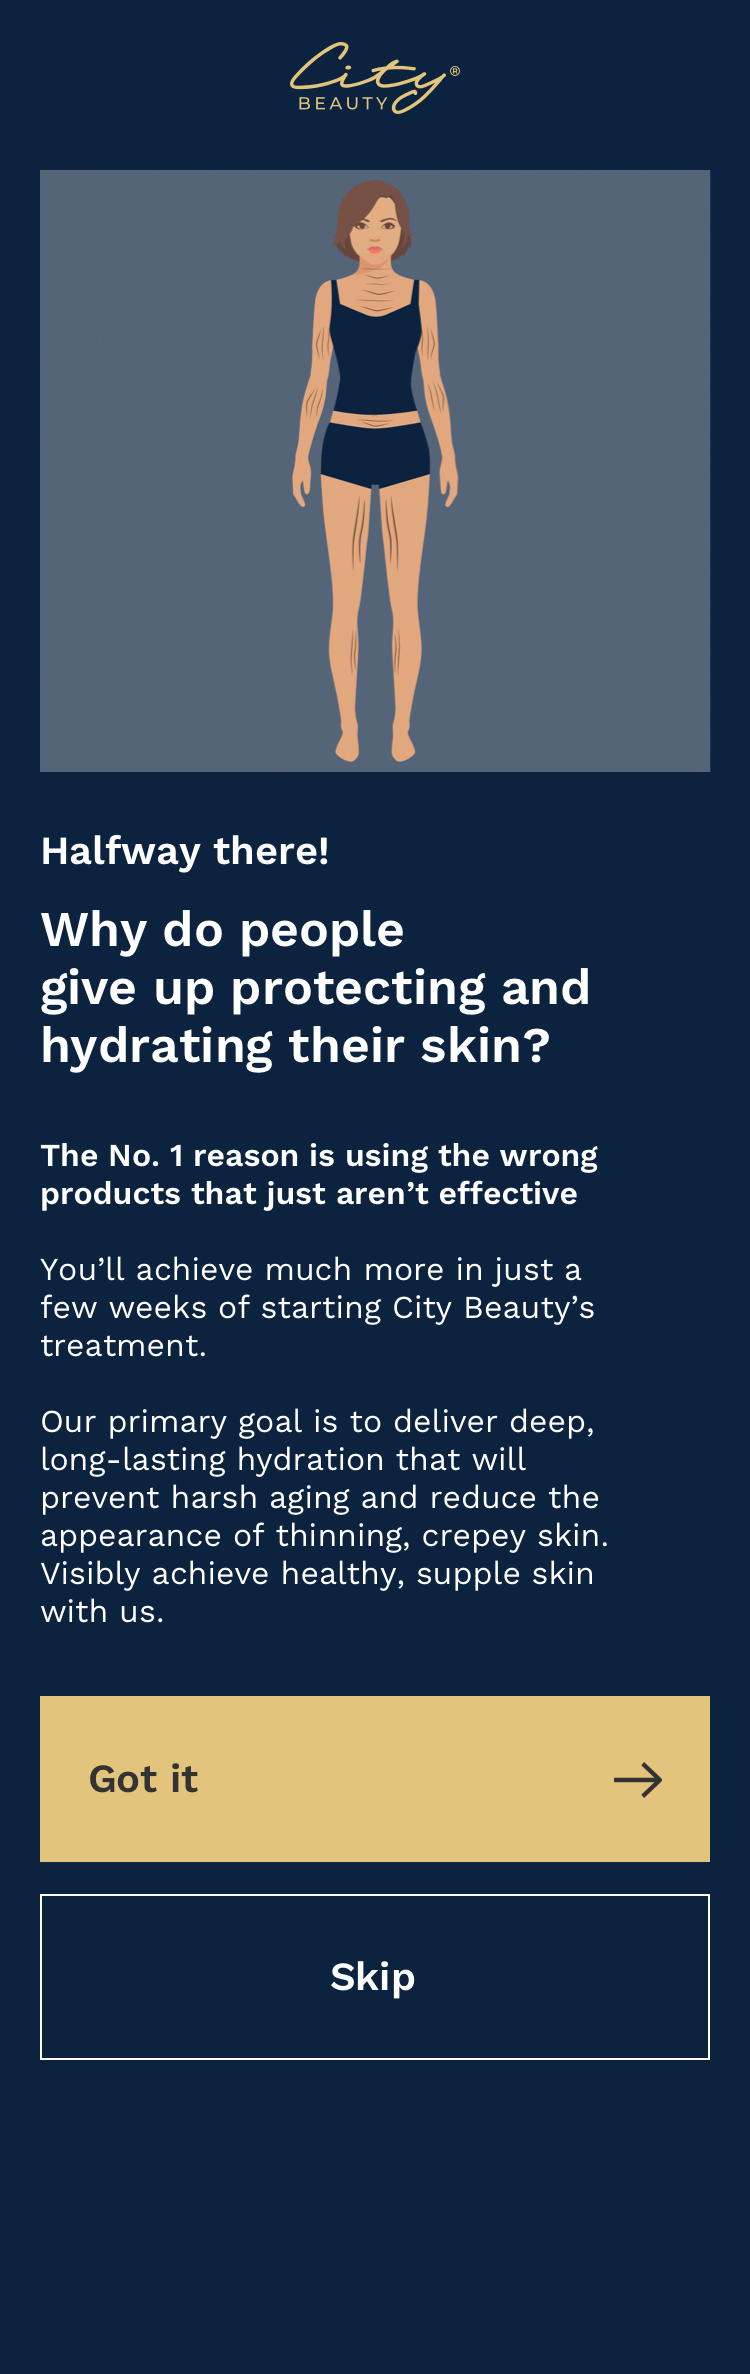 City®
BEAUTY
Halfway there!
Why do people
give up protecting and
hydrating their skin?
The No. 1 reason is using the wrong
products that just aren’t effective
You’ll achieve much more in just a
few weeks of starting City Beauty’s
treatment.
Our primary goal is to deliver deep,
long-lasting hydration that will
prevent harsh aging and reduce the
appearance of thinning, crepey skin.
Visibly achieve healthy, supple skin
with us.
Got it
Skip